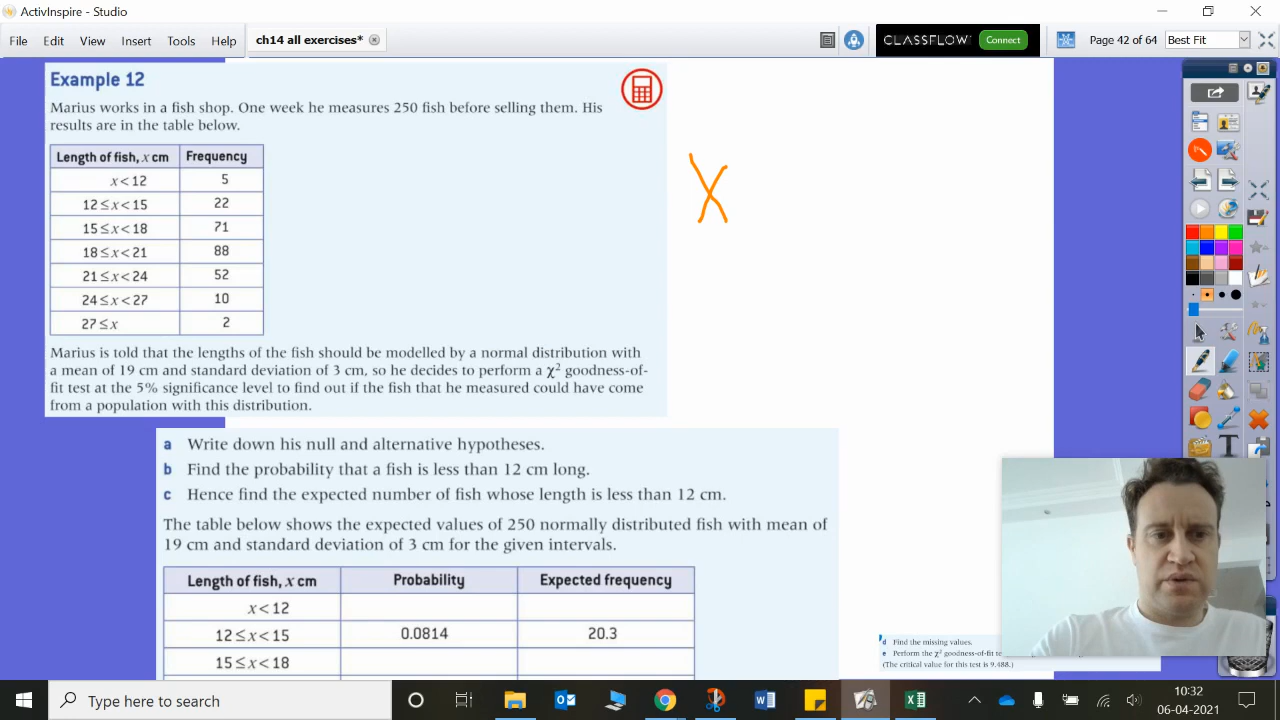 ActivInspire - Studio
File Edit View Insert Tools Help ch14 all exercises* CLASSFLOW Connect Page 42 of 64 Best Fit
Example 12
Marius works in a fish shop. One week he measures 250 fish before selling them. His
results are in the table below.
Length of fish, x cm Frequency
x < 12 5
12 ≤ x < 15 22
15 ≤ x < 18 71
18 ≤ x < 21 88
21 ≤ x < 24 52
24 ≤ x < 27 10
27 ≤ x 2
X
Marius is told that the lengths of the fish should be modelled by a normal distribution with
a mean of 19 cm and standard deviation of 3 cm, so he decides to perform a χ² goodness-of-
fit test at the 5% significance level to find out if the fish that he measured could have come
from a population with this distribution.
a Write down his null and alternative hypotheses.
b Find the probability that a fish is less than 12 cm long.
c Hence find the expected number of fish whose length is less than 12 cm.
The table below shows the expected values of 250 normally distributed fish with mean of
19 cm and standard deviation of 3 cm for the given intervals.
Length of fish, x cm Probability Expected frequency
x < 12
12 ≤ x < 15 0.0814 20.3
15 ≤ x < 18
d Find the missing values.
e Perform the χ² goodness-of-fit
(The critical value for this test is 9.488.)
Type here to search
10:32
06-04-2021